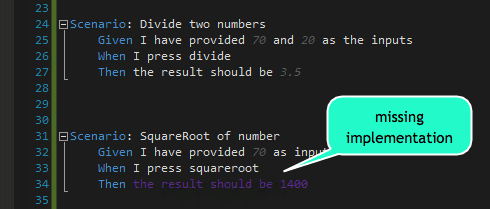 23
24 Scenario: Divide two numbers
25 Given I have provided 70 and 20 as the inputs
26 When I press divide
27 Then the result should be 3.5
28
29
30
31 Scenario: SquareRoot of number
32 Given I have provided 70 as
33 When I press squareroot
34 Then the result should be 1400
35
missing
implementation